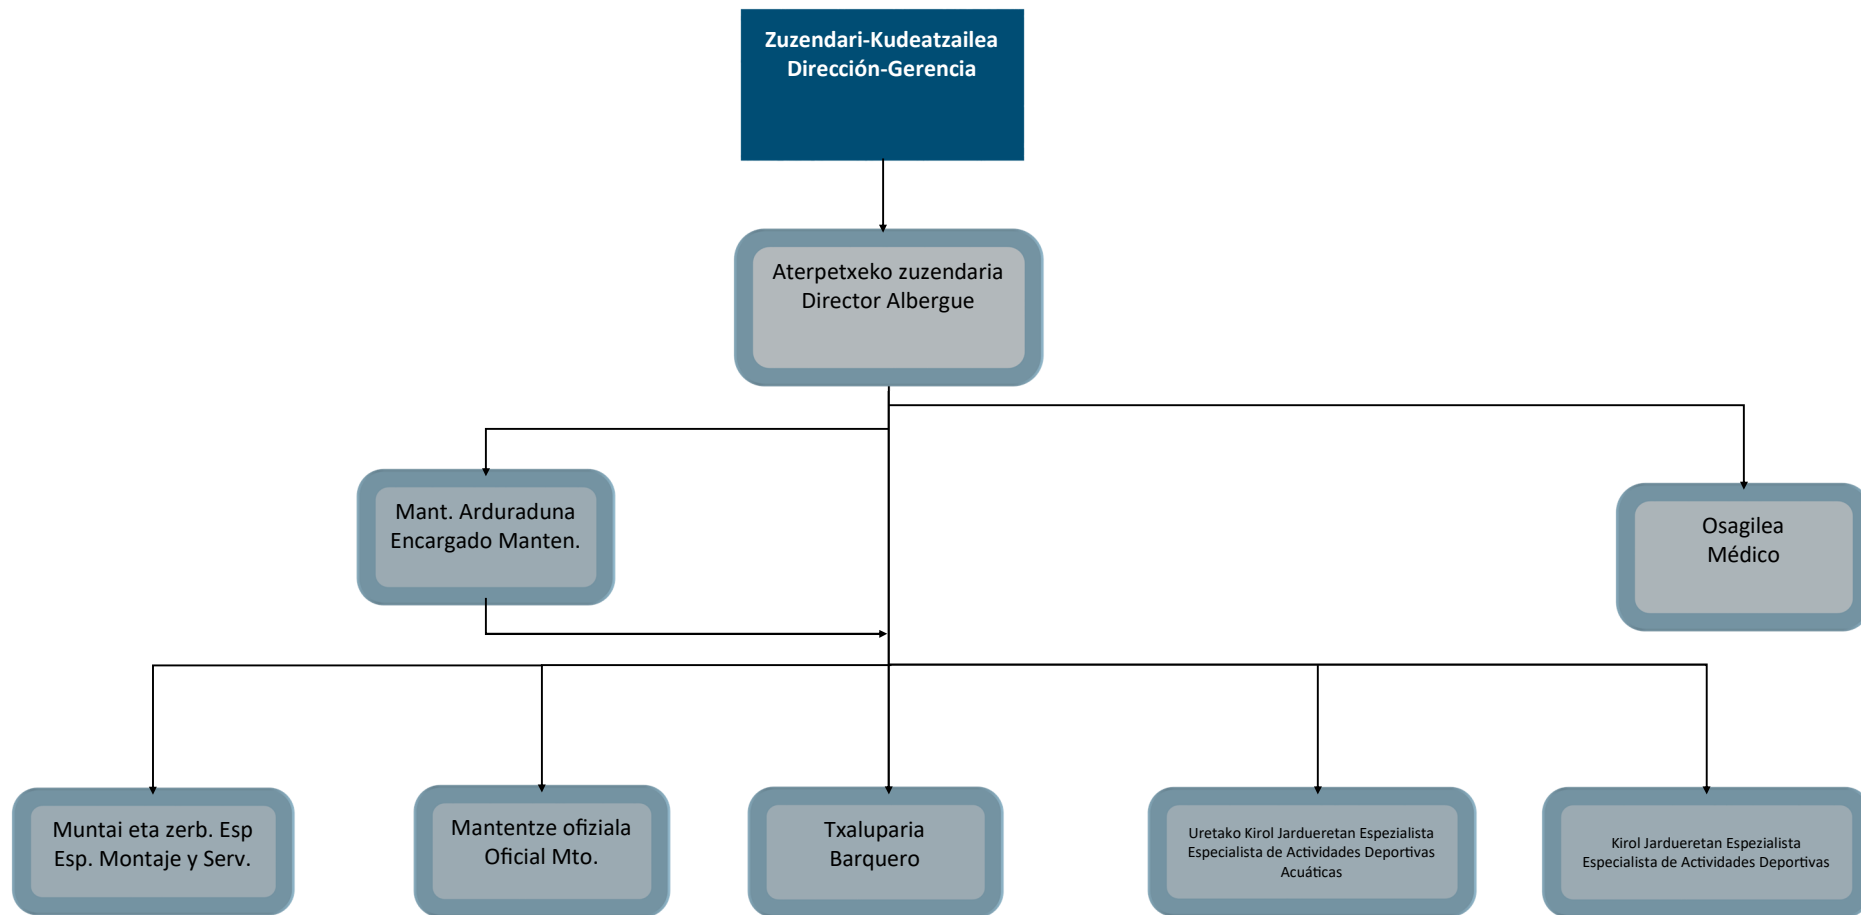 Zuzendari-Kudeatzailea
Dirección-Gerencia
Aterpetxeko zuzendaria
Director Albergue
Mant. Arduraduna
Encargado Manten.
Osagilea
Médico
Muntai eta zerb. Esp
Esp. Montaje y Serv.
Mantentze ofiziala
Oficial Mto.
Txaluparia
Barquero
Uretako Kirol Jardueretan Espezialista
Especialista de Actividades Deportivas
Acuáticas
Kirol Jardueretan Espezialista
Especialista de Actividades Deportivas